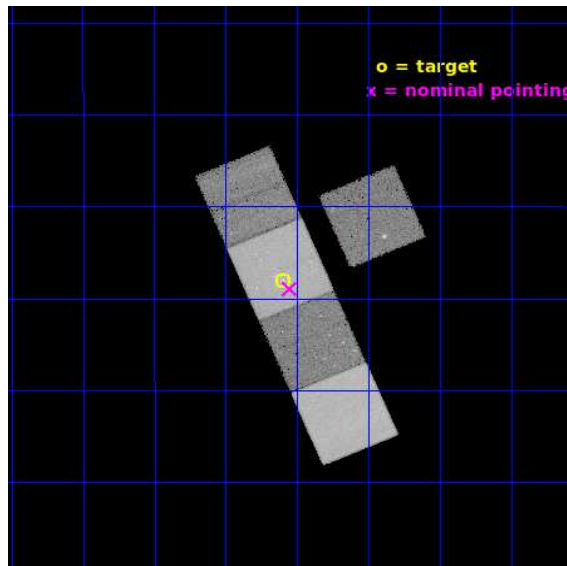 o = target
x = nominal pointing